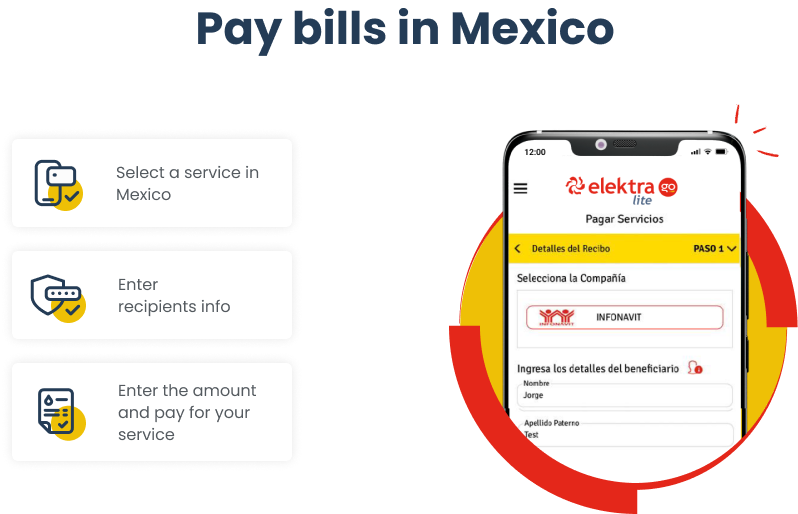 Pay bills in Mexico
Select a service in
Mexico
Enter
recipients info
Enter the amount
and pay for your
service
12:00
elektra go
lite
Pagar Servicios
Detalles del Recibo PASO 1
Selecciona la Compañía
INFONAVIT INFONAVIT
Ingresa los detalles del beneficiario
Nombre
Jorge
Apellido Paterno
Test